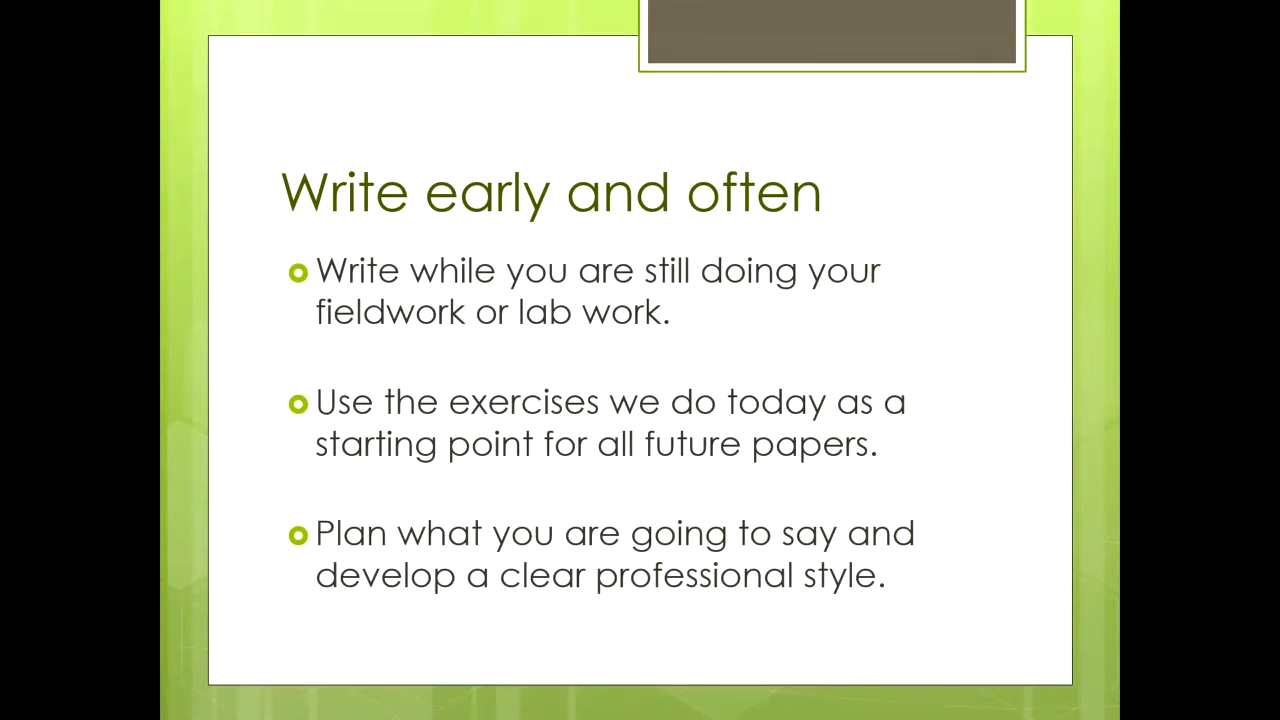 Write early and often
Write while you are still doing your
fieldwork or lab work.
Use the exercises we do today as a
starting point for all future papers.
Plan what you are going to say and
develop a clear professional style.